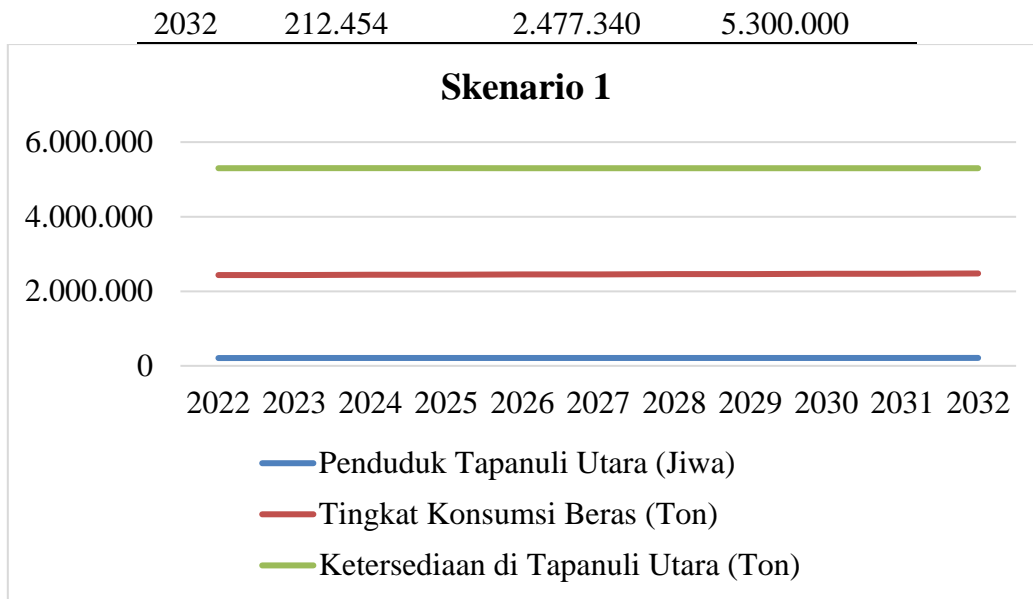 2032 212.454 2.477.340 5.300.000
Skenario 1
6.000.000
4.000.000
2.000.000
0
2022 2023 2024 2025 2026 2027 2028 2029 2030 2031 2032
Penduduk Tapanuli Utara (Jiwa)
Tingkat Konsumsi Beras (Ton)
Ketersediaan di Tapanuli Utara (Ton)